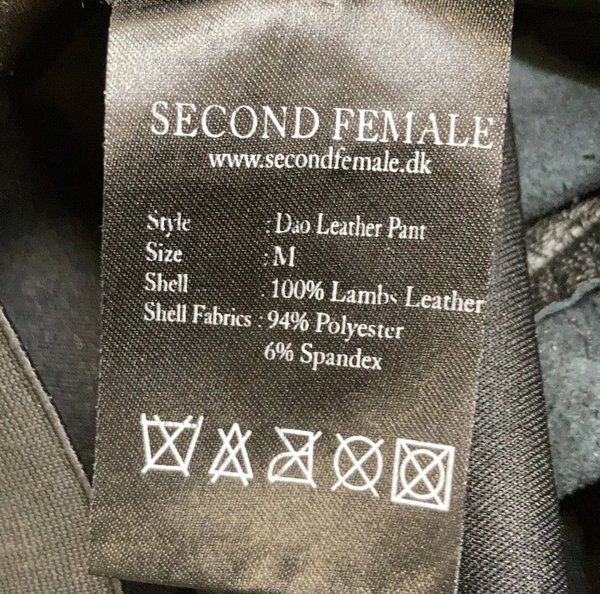 SECOND FEMALE
www.secondfemale.dk
Style : Dao Leather Pant
Size : M
Shell : 100% Lambs Leather
Shell Fabrics : 94% Polyester
6% Spandex